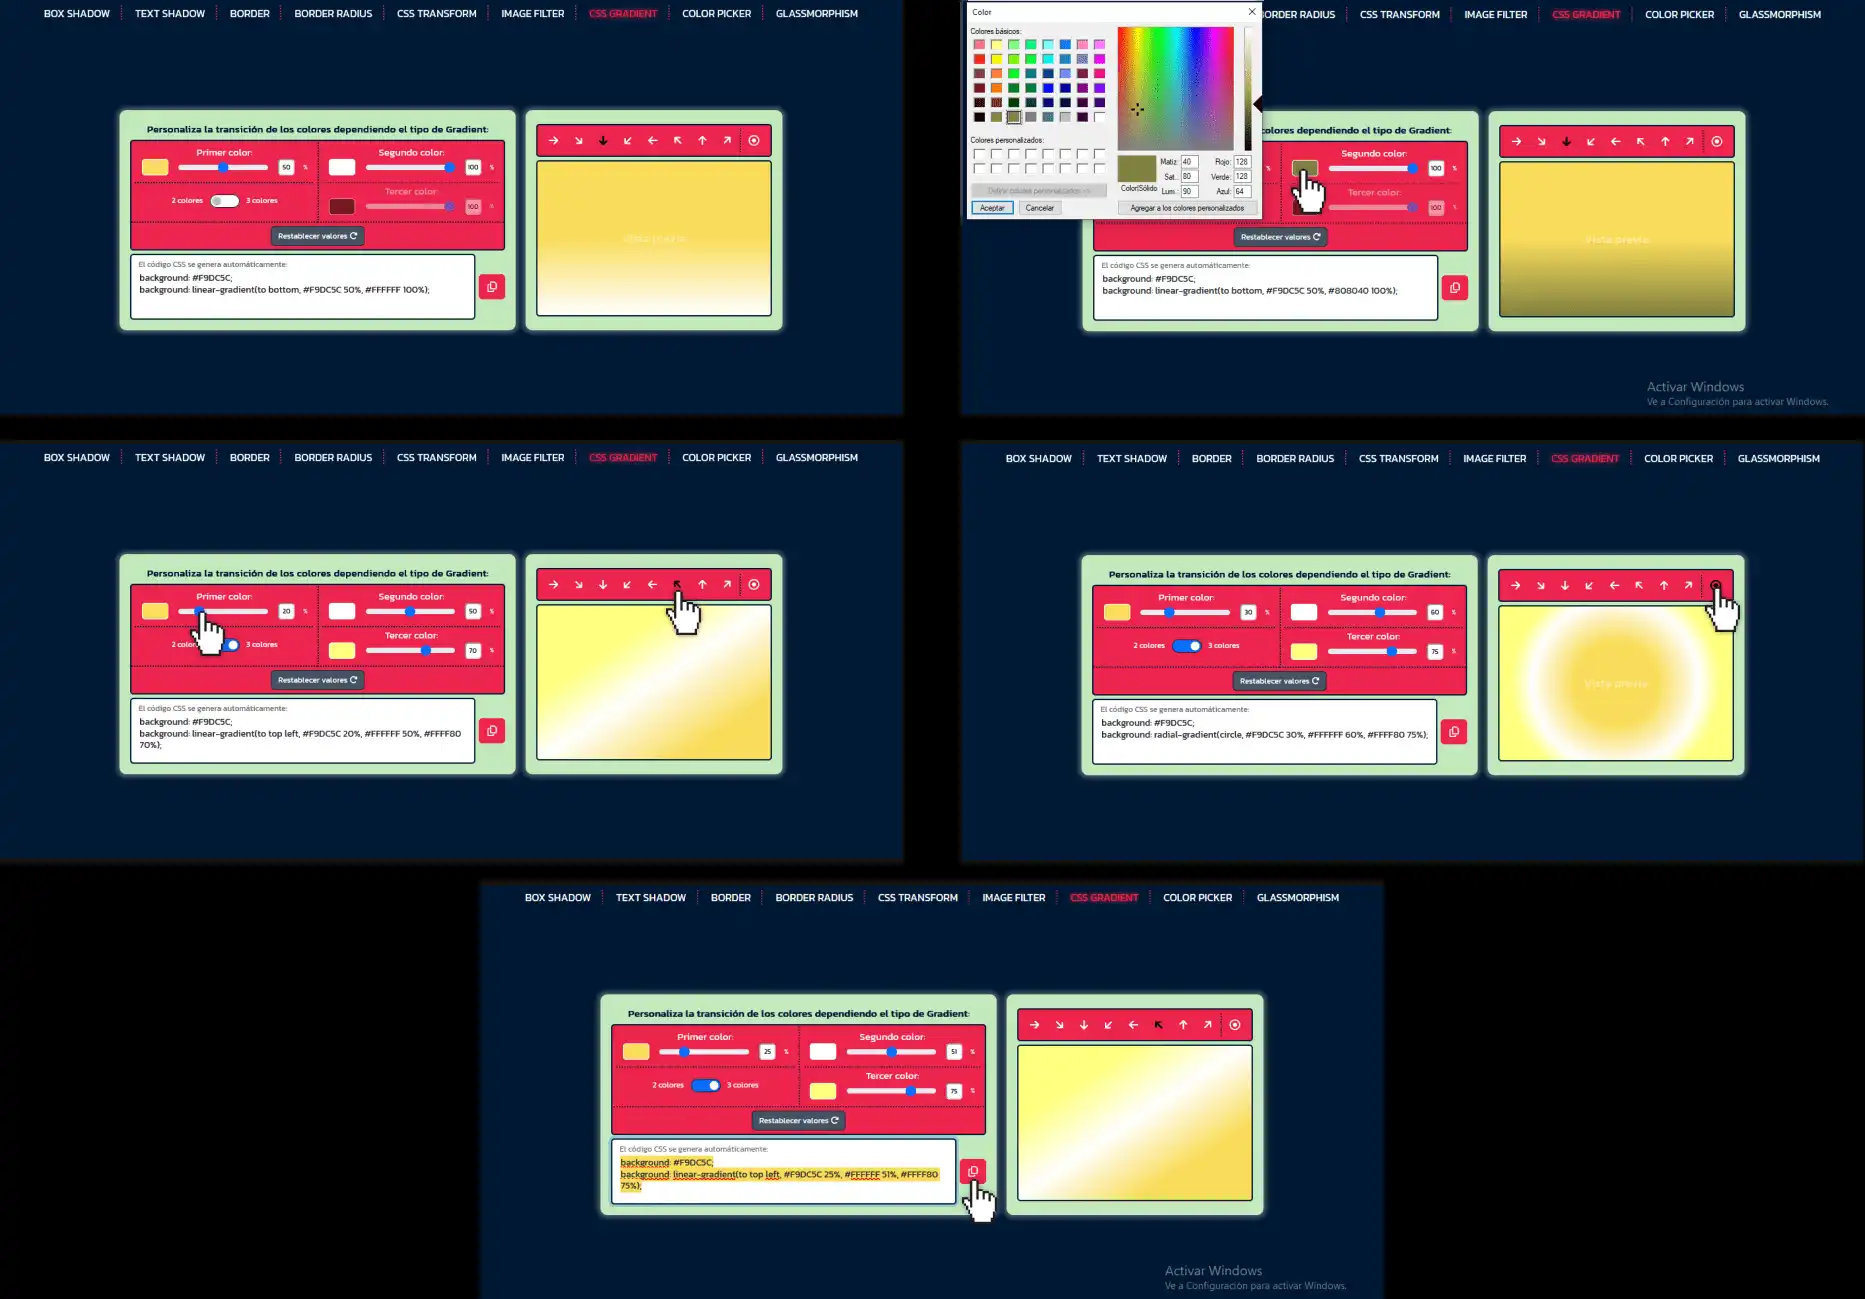 BOX SHADOW TEXT SHADOW BORDER BORDER RADIUS CSS TRANSFORM IMAGE FILTER CSS GRADIENT COLOR PICKER GLASSMORPHISM
Personaliza la transición de los colores dependiendo el tipo de Gradient:
Primer color:
50 %
Segundo color:
100 %
2 colores 3 colores
Tercer color:
100 %
Restablecer valores
El código CSS se genera automáticamente:
background: #F9DC5C;
background: linear-gradient(to bottom, #F9DC5C 50%, #FFFFFF 100%);
Vista previa
Color
Colores básicos:
Colores personalizados:
Definir colores personalizados >>
Aceptar Cancelar
Color|Sólido
Matiz: 40
Sat.: 80
Lum.: 90
Rojo: 128
Verde: 128
Azul: 64
Agregar a los colores personalizados
BORDER RADIUS CSS TRANSFORM IMAGE FILTER CSS GRADIENT COLOR PICKER GLASSMORPHISM
colores dependiendo el tipo de Gradient:
%
Segundo color:
100 %
Tercer color:
100 %
Restablecer valores
El código CSS se genera automáticamente:
background: #F9DC5C;
background: linear-gradient(to bottom, #F9DC5C 50%, #808040 100%);
Vista previa
Activar Windows
Ve a Configuración para activar Windows.
BOX SHADOW TEXT SHADOW BORDER BORDER RADIUS CSS TRANSFORM IMAGE FILTER CSS GRADIENT COLOR PICKER GLASSMORPHISM
Personaliza la transición de los colores dependiendo el tipo de Gradient:
Primer color:
20 %
Segundo color:
50 %
2 color 3 colores
Tercer color:
70 %
Restablecer valores
El código CSS se genera automáticamente:
background: #F9DC5C;
background: linear-gradient(to top left, #F9DC5C 20%, #FFFFFF 50%, #FFFF80
70%);
BOX SHADOW TEXT SHADOW BORDER BORDER RADIUS CSS TRANSFORM IMAGE FILTER CSS GRADIENT COLOR PICKER GLASSMORPHISM
Personaliza la transición de los colores dependiendo el tipo de Gradient:
Primer color:
30 %
Segundo color:
60 %
2 colores 3 colores
Tercer color:
75 %
Restablecer valores
El código CSS se genera automáticamente:
background: #F9DC5C;
background: radial-gradient(circle, #F9DC5C 30%, #FFFFFF 60%, #FFFF80 75%);
Vista previa
BOX SHADOW TEXT SHADOW BORDER BORDER RADIUS CSS TRANSFORM IMAGE FILTER CSS GRADIENT COLOR PICKER GLASSMORPHISM
Personaliza la transición de los colores dependiendo el tipo de Gradient:
Primer color:
25 %
Segundo color:
51 %
2 colores 3 colores
Tercer color:
75 %
Restablecer valores
El código CSS se genera automáticamente:
background: #F9DC5C;
background: linear-gradient(to top left, #F9DC5C 25%, #FFFFFF 51%, #FFFF80
75%);
Activar Windows
Ve a Configuración para activar Windows.